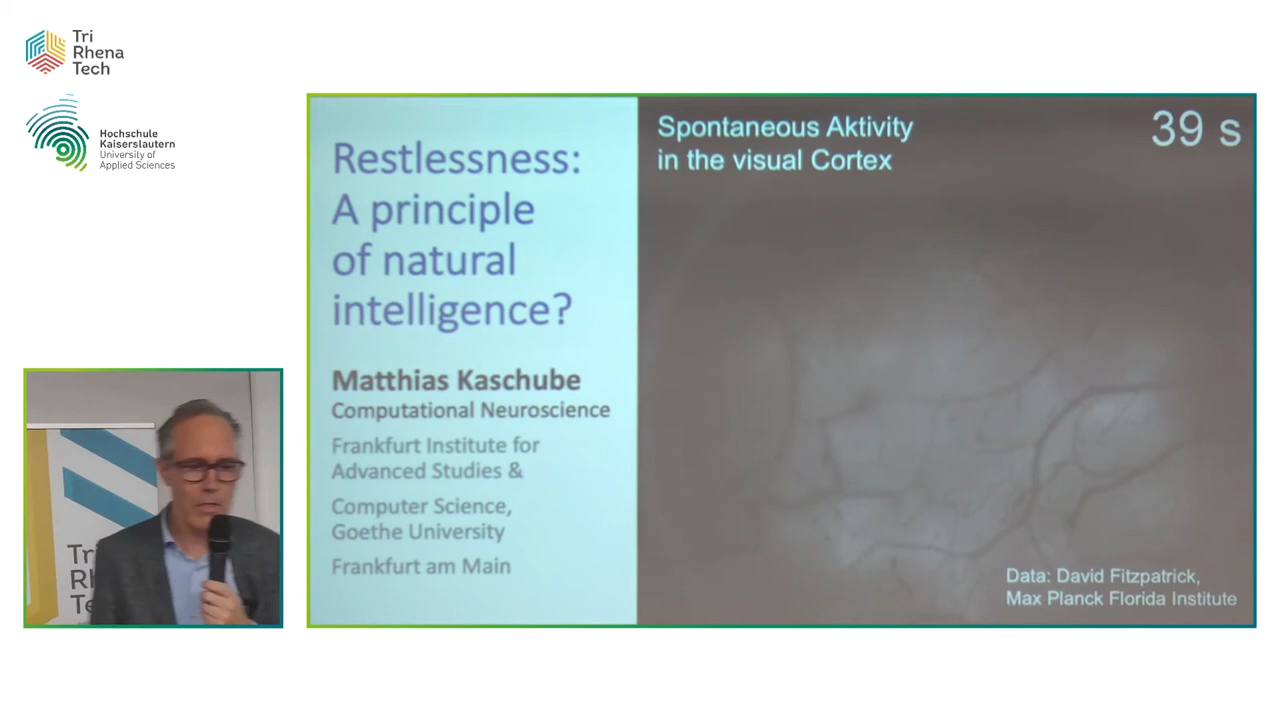 Tri
Rhena
Tech
Hochschule
Kaiserslautern
University of
Applied Sciences
Restlessness:
A principle
of natural
intelligence?
Matthias Kaschube
Computational Neuroscience
Frankfurt Institute for
Advanced Studies &
Computer Science,
Goethe University
Frankfurt am Main
Spontaneous Aktivity
in the visual Cortex
39 s
Data: David Fitzpatrick,
Max Planck Florida Institute
Tri